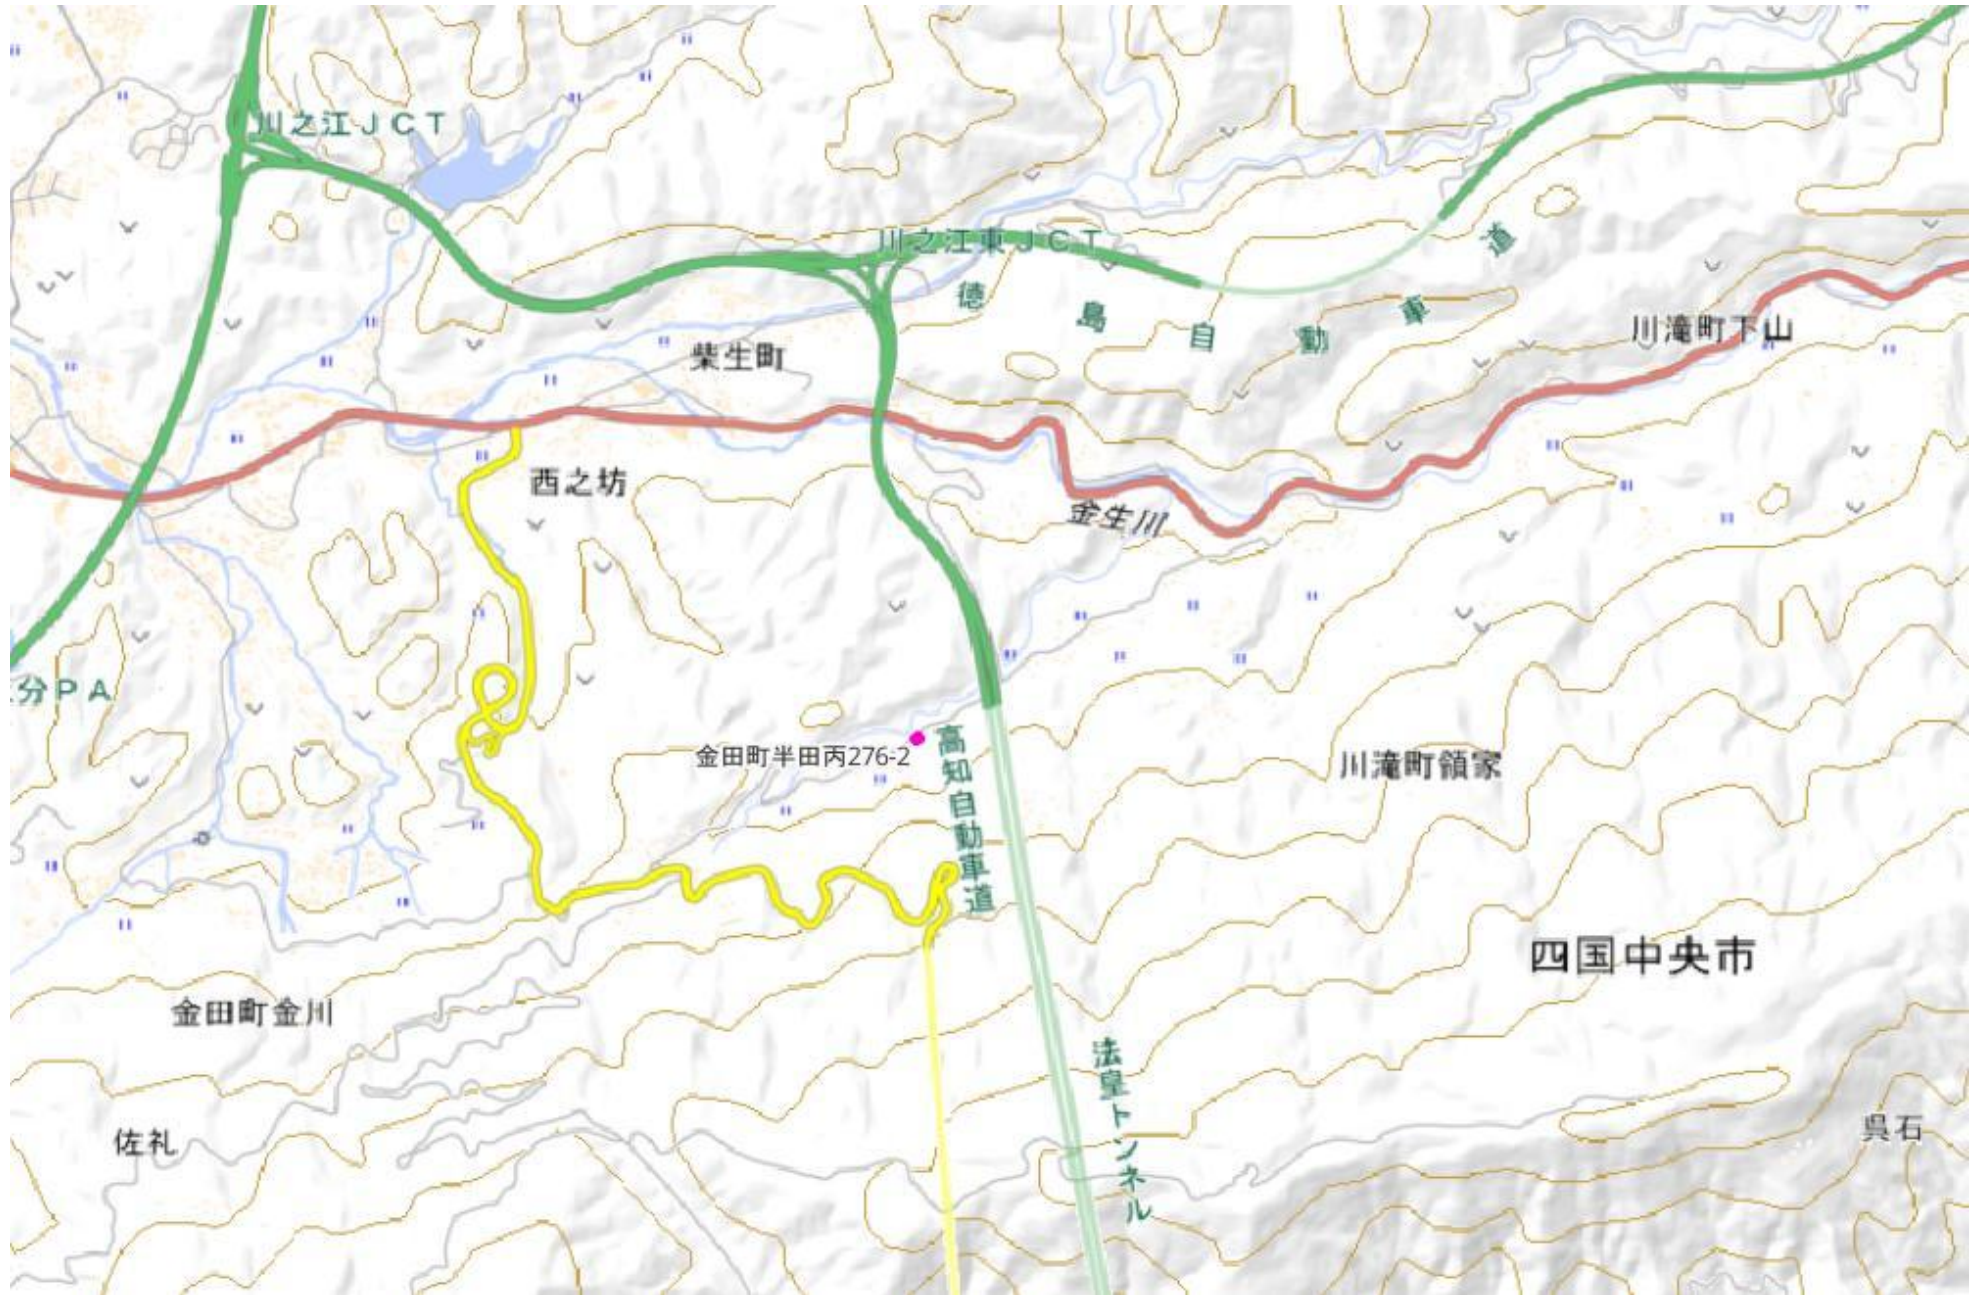 川之江JCT
川之江東JCT
徳島自動車道
川滝町下山
柴生町
西之坊
金生川
分PA
高知自動車道
金田町半田丙276-2
川滝町領家
四国中央市
金田町金川
法皇トンネル
佐礼
呉石